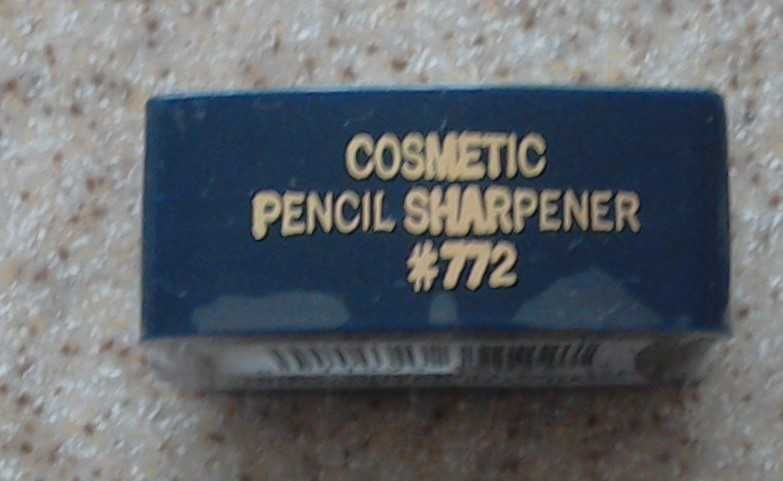 COSMETIC
PENCIL SHARPENER
#772